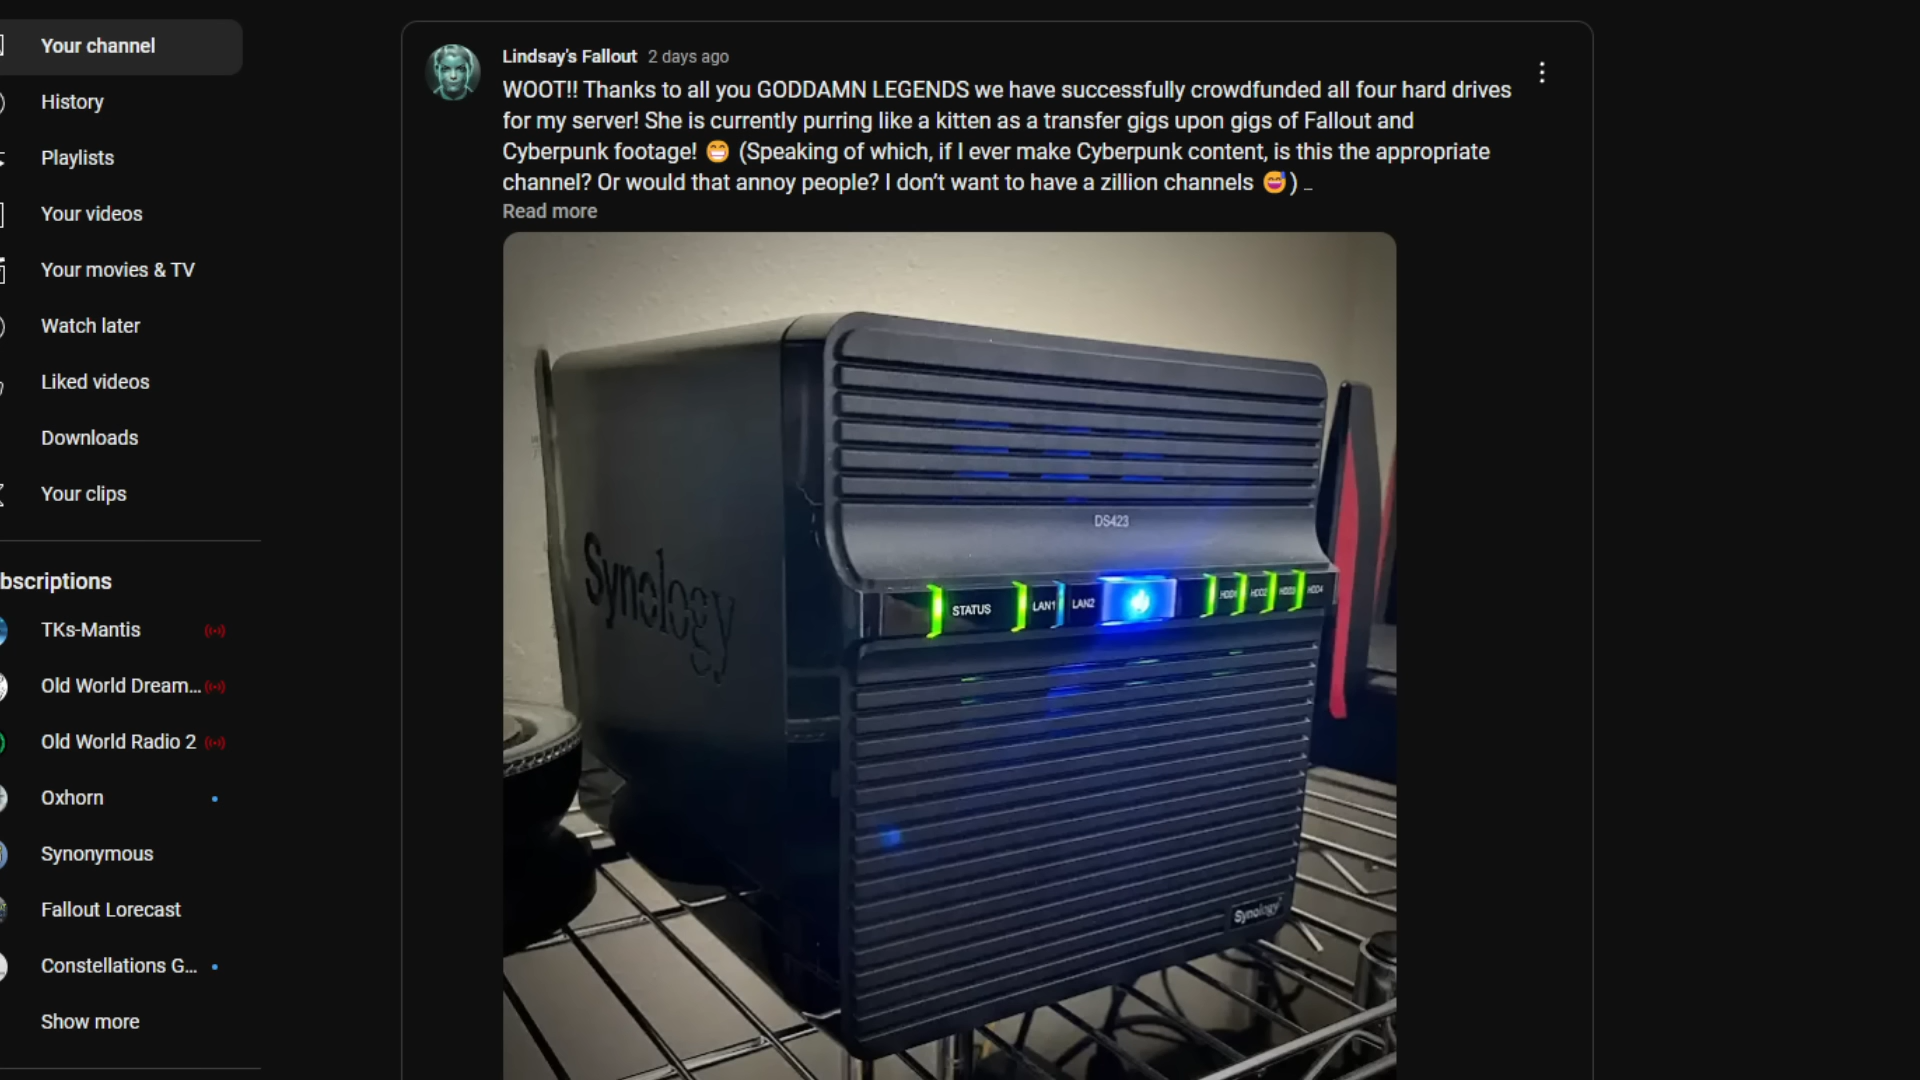 Your channel
History
Playlists
Your videos
Your movies & TV
Watch later
Liked videos
Downloads
Your clips
bscriptions
TKs-Mantis
Old World Dream...
Old World Radio 2
Oxhorn
Synonymous
Fallout Lorecast
Constellations G...
Show more
Lindsay's Fallout 2 days ago
WOOT!! Thanks to all you GODDAMN LEGENDS we have successfully crowdfunded all four hard drives
for my server! She is currently purring like a kitten as a transfer gigs upon gigs of Fallout and
Cyberpunk footage! 😁 (Speaking of which, if I ever make Cyberpunk content, is this the appropriate
channel? Or would that annoy people? I don't want to have a zillion channels 😅) ...
Read more
Synology
DS423
STATUS LAN1 LAN2 HDD1 HDD2 HDD3 HDD4
Synology